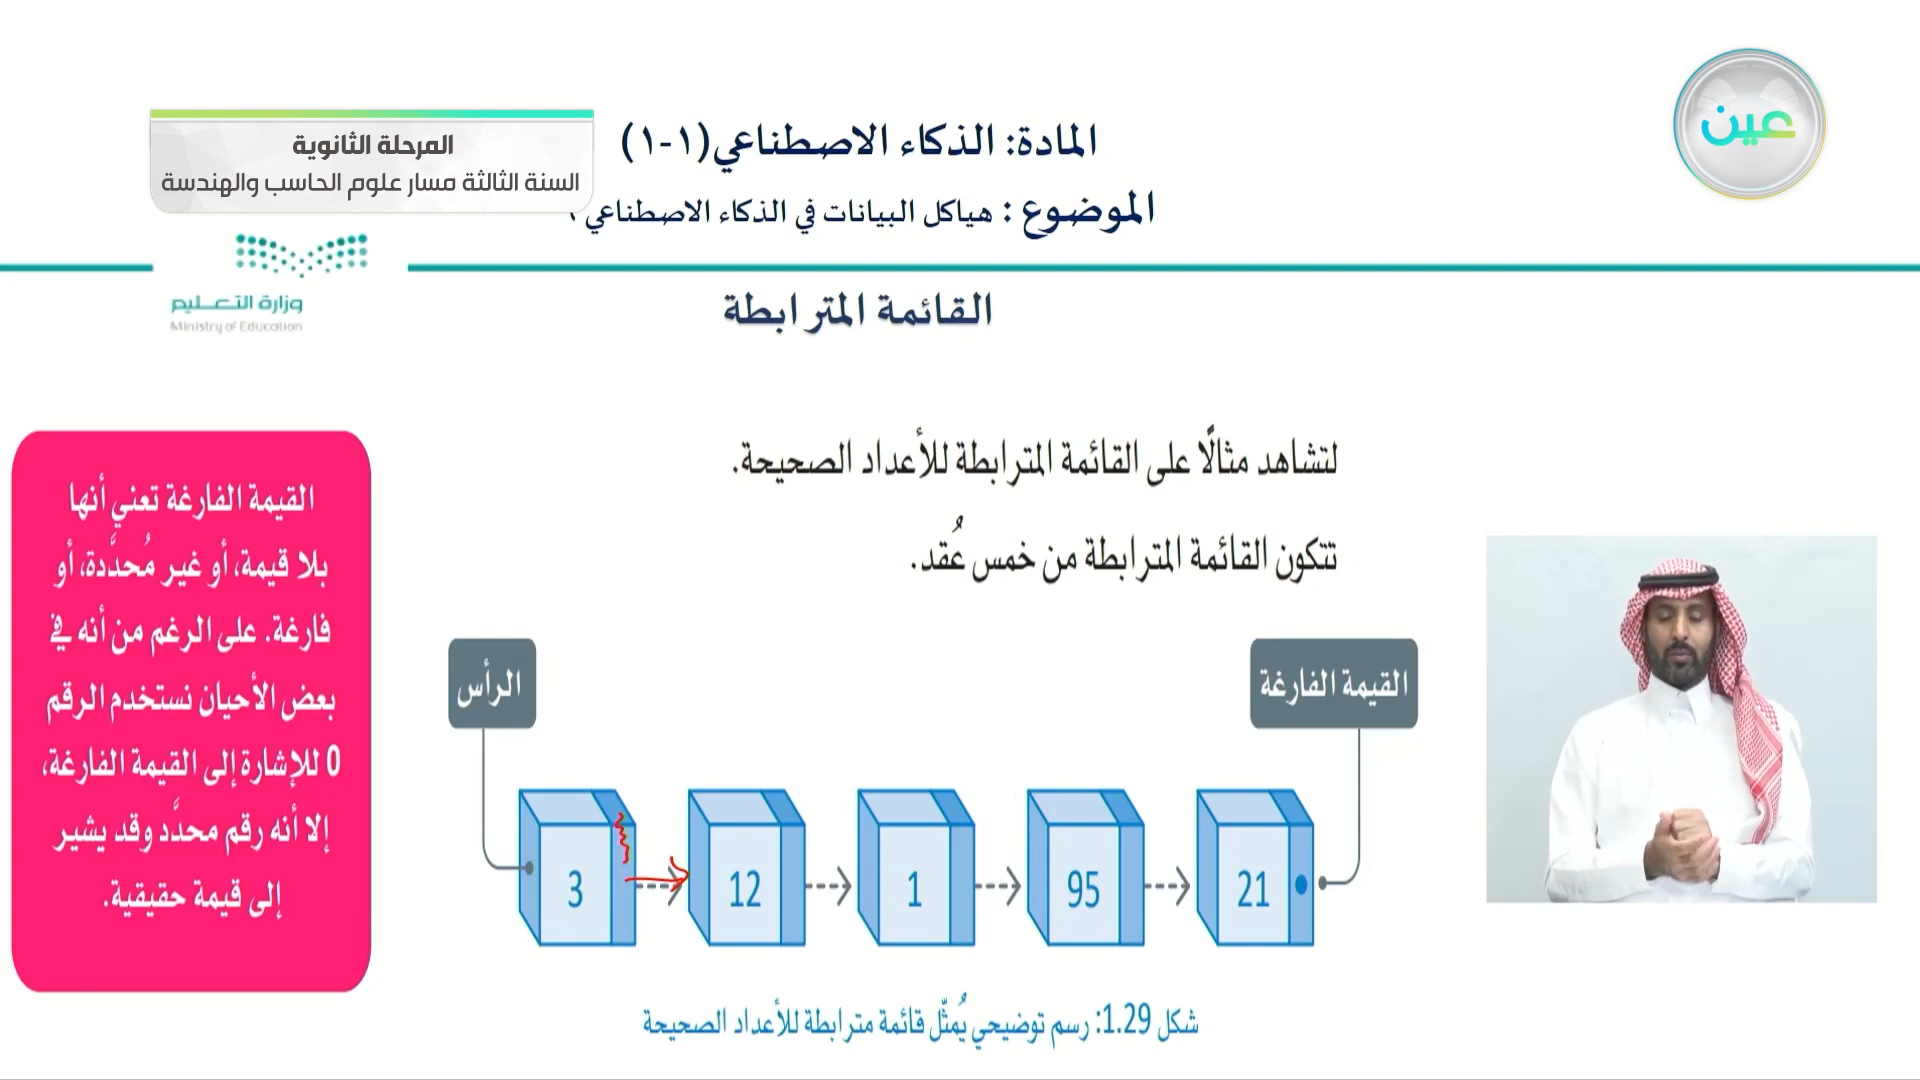 عين
المرحلة الثانوية
السنة الثالثة مسار علوم الحاسب والهندسة
المادة: الذكاء الاصطناعي(١-١)
الموضوع : هياكل البيانات في الذكاء الاصطناعي
وزارة التعليم
Ministry of Education
القائمة المترابطة
لتشاهد مثالًا على القائمة المترابطة للأعداد الصحيحة.
تتكون القائمة المترابطة من خمس عُقد.
القيمة الفارغة تعني أنها
بلا قيمة، أو غير مُحدَّدة، أو
فارغة. على الرغم من أنه في
بعض الأحيان نستخدم الرقم
0 للإشارة إلى القيمة الفارغة،
إلا أنه رقم محدَّد وقد يشير
إلى قيمة حقيقية.
الرأس
القيمة الفارغة
3 12 1 95 21
شكل 1.29: رسم توضيحي يُمثّل قائمة مترابطة للأعداد الصحيحة